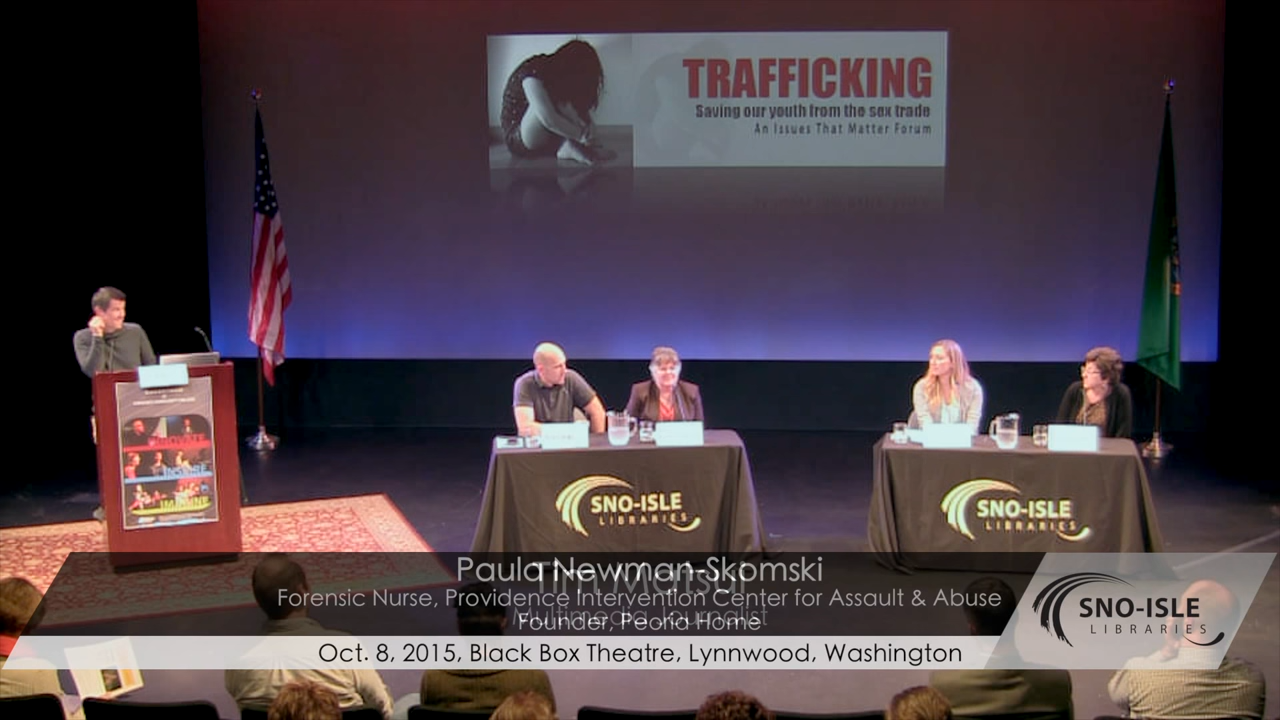 TRAFFICKING
Saving our youth from the sex trade
An Issues That Matter Forum
SNO-ISLE
LIBRARIES
SNO-ISLE
LIBRARIES
Paula Newman-Skomski
Forensic Nurse, Providence Intervention Center for Assault & Abuse
Multimedia Journalist
Founder, Peoria Home
Oct. 8, 2015, Black Box Theatre, Lynnwood, Washington
SNO-ISLE
LIBRARIES